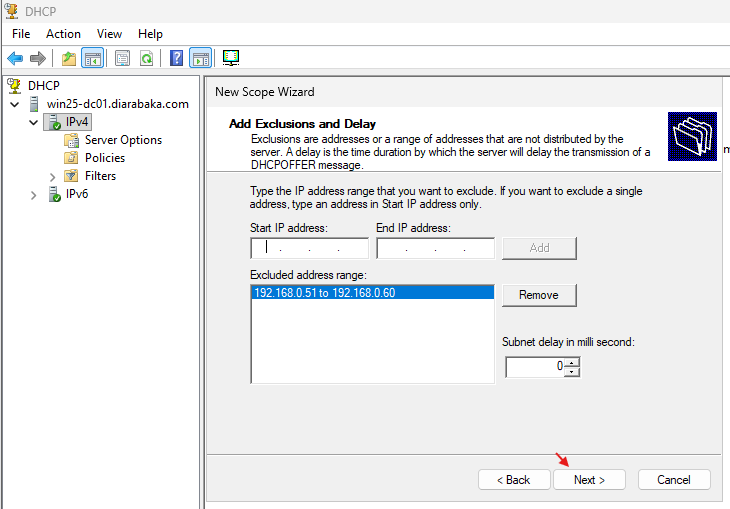 DHCP
File Action View Help
DHCP
win25-dc01.diarabaka.com
IPv4
Server Options
Policies
Filters
IPv6
New Scope Wizard
Add Exclusions and Delay
Exclusions are addresses or a range of addresses that are not distributed by the
server. A delay is the time duration by which the server will delay the transmission of a
DHCPOFFER message.
m
Type the IP address range that you want to exclude. If you want to exclude a single
address, type an address in Start IP address only.
Start IP address: End IP address:
. . . . . . Add
Excluded address range:
192.168.0.51 to 192.168.0.60
Remove
Subnet delay in milli second:
0
< Back Next > Cancel